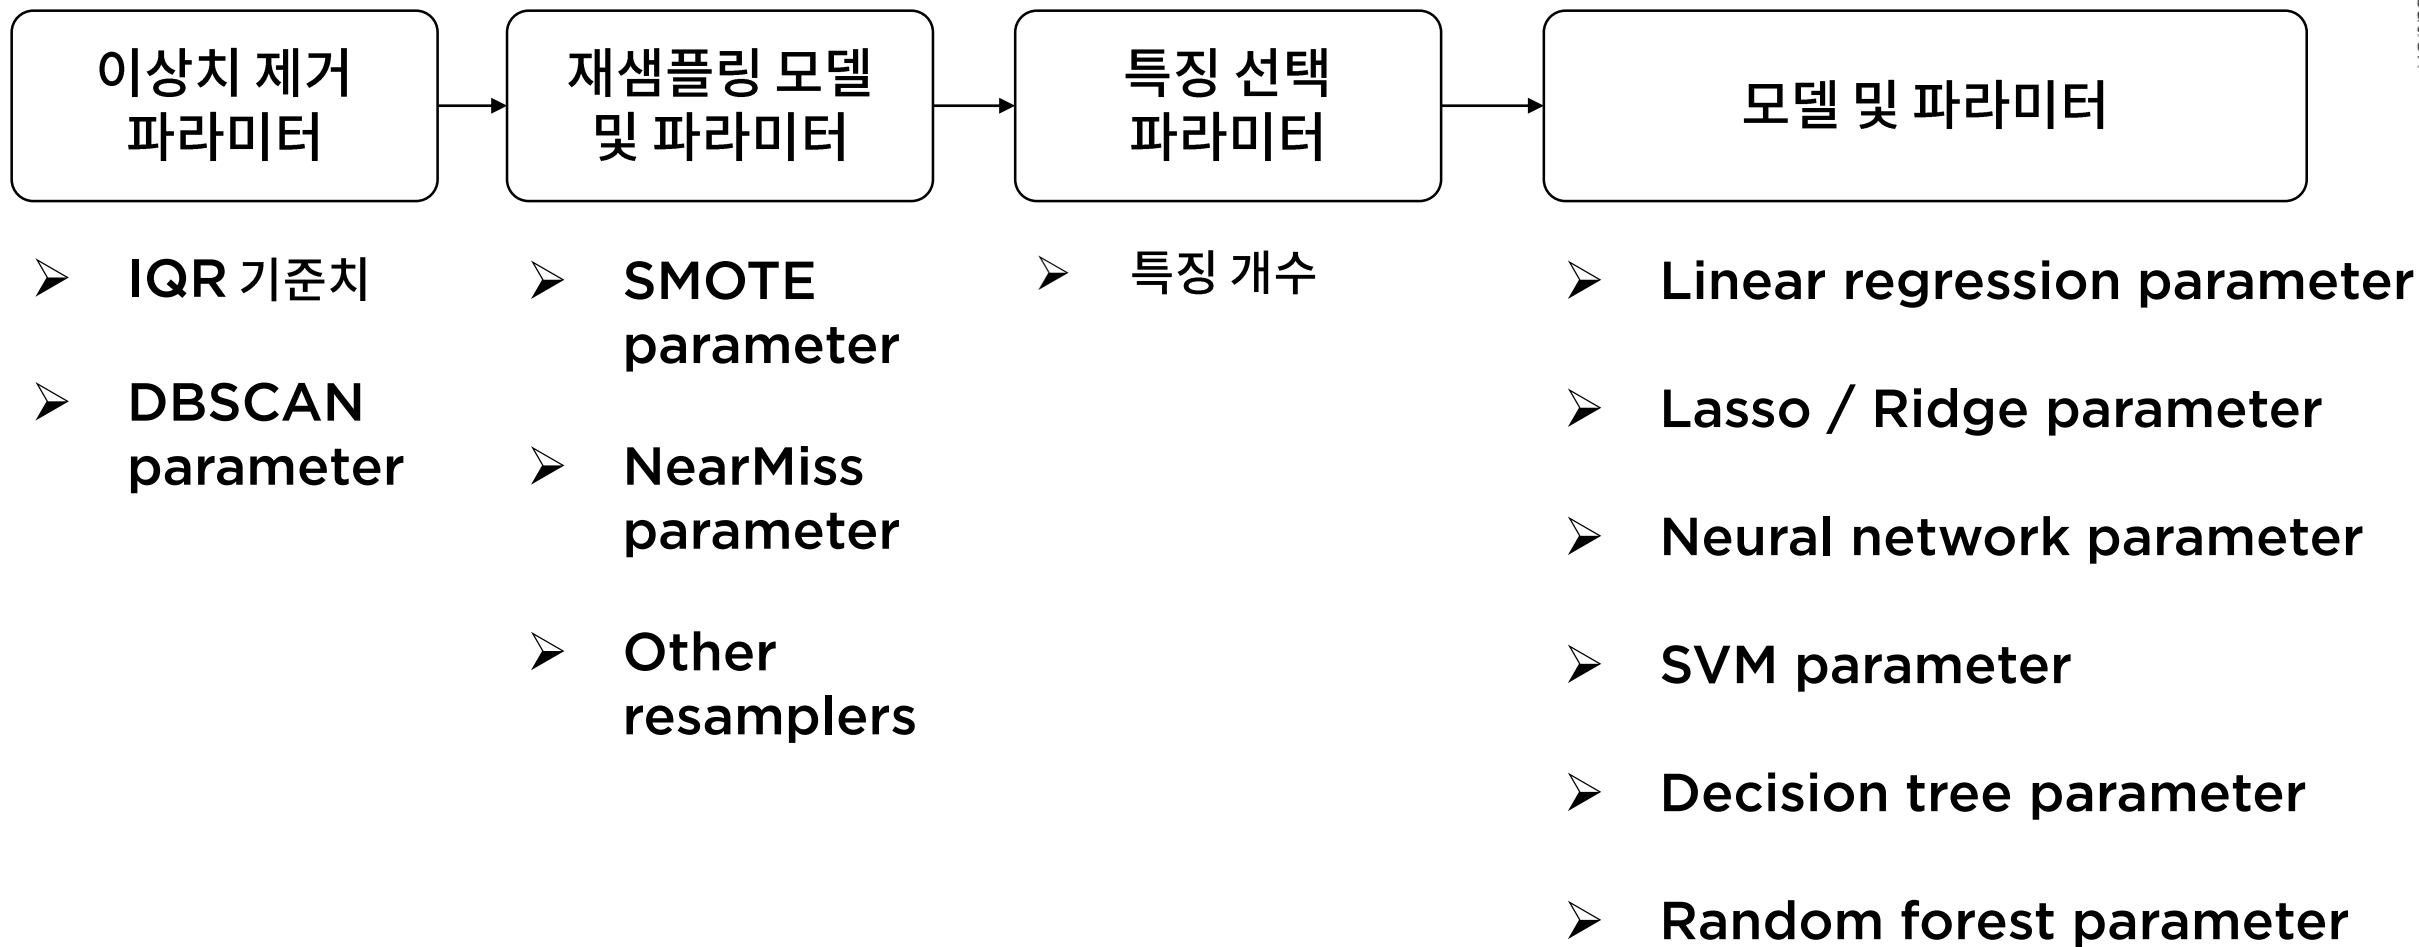 이상치 제거
파라미터
재샘플링 모델
및 파라미터
특징 선택
파라미터
모델 및 파라미터
➢ IQR 기준치
➢ DBSCAN
parameter
➢ SMOTE
parameter
➢ NearMiss
parameter
➢ Other
resamplers
➢ 특징 개수
➢ Linear regression parameter
➢ Lasso / Ridge parameter
➢ Neural network parameter
➢ SVM parameter
➢ Decision tree parameter
➢ Random forest parameter